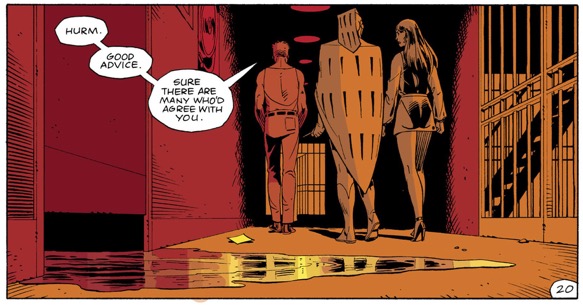 HURM.
GOOD
ADVICE.
SURE
THERE ARE
MANY WHO'D
AGREE WITH
YOU.
20